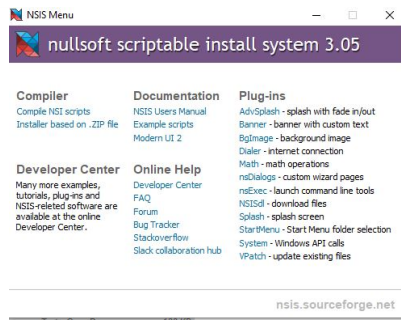 NSIS Menu
nullsoft scriptable install system 3.05
Compiler
Compile NSI scripts
Installer based on .ZIP file
Developer Center
Many more examples,
tutorials, plug-ins and
NSIS-releted software are
available at the online
Developer Center.
Documentation
NSIS Users Manual
Example scripts
Modern UI 2
Online Help
Developer Center
FAQ
Forum
Bug Tracker
Stackoverflow
Slack collaboration hub
Plug-ins
AdvSplash - splash with fade in/out
Banner - banner with custom text
BgImage - background image
Dialer - internet connection
Math - math operations
nsDialogs - custom wizard pages
nsExec - launch command line tools
NSISdl - download files
Splash - splash screen
StartMenu - Start Menu folder selection
System - Windows API calls
VPatch - update existing files
nsis.sourceforge.net